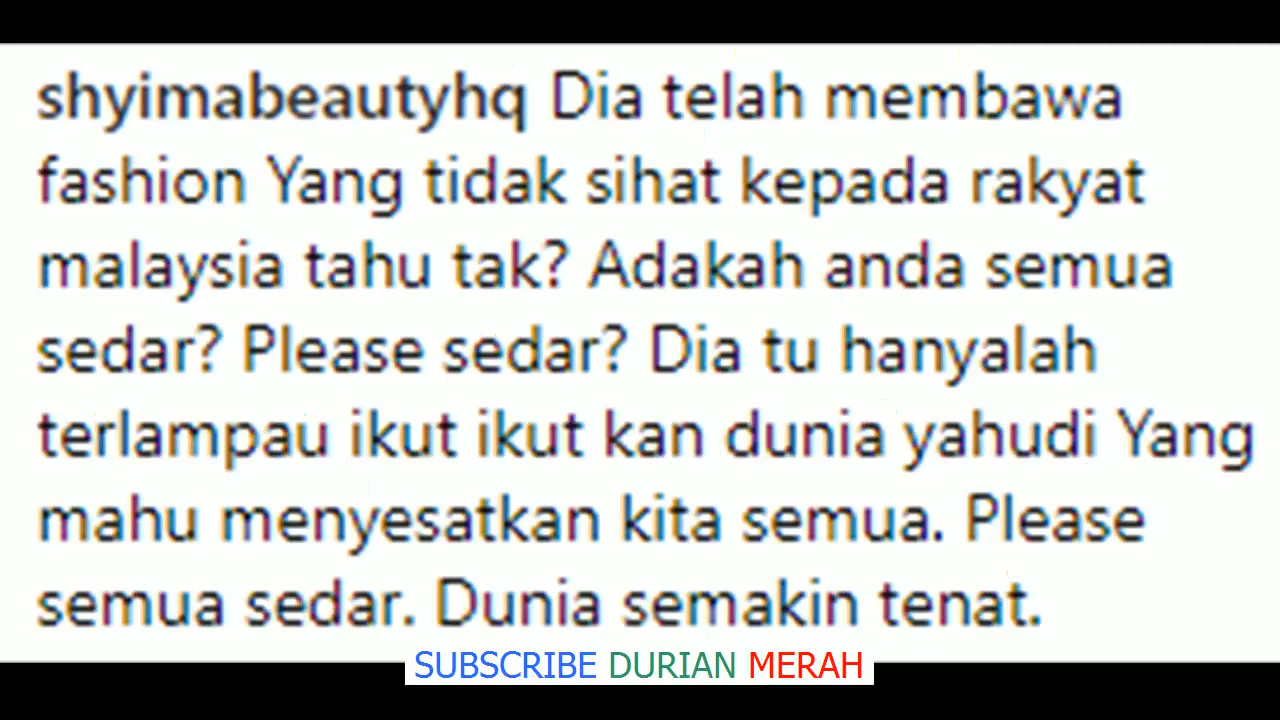 shyimabeautyhq Dia telah membawa
fashion Yang tidak sihat kepada rakyat
malaysia tahu tak? Adakah anda semua
sedar? Please sedar? Dia tu hanyalah
terlampau ikut ikut kan dunia yahudi Yang
mahu menyesatkan kita semua. Please
semua sedar. Dunia semakin tenat.
SUBSCRIBE DURIAN MERAH